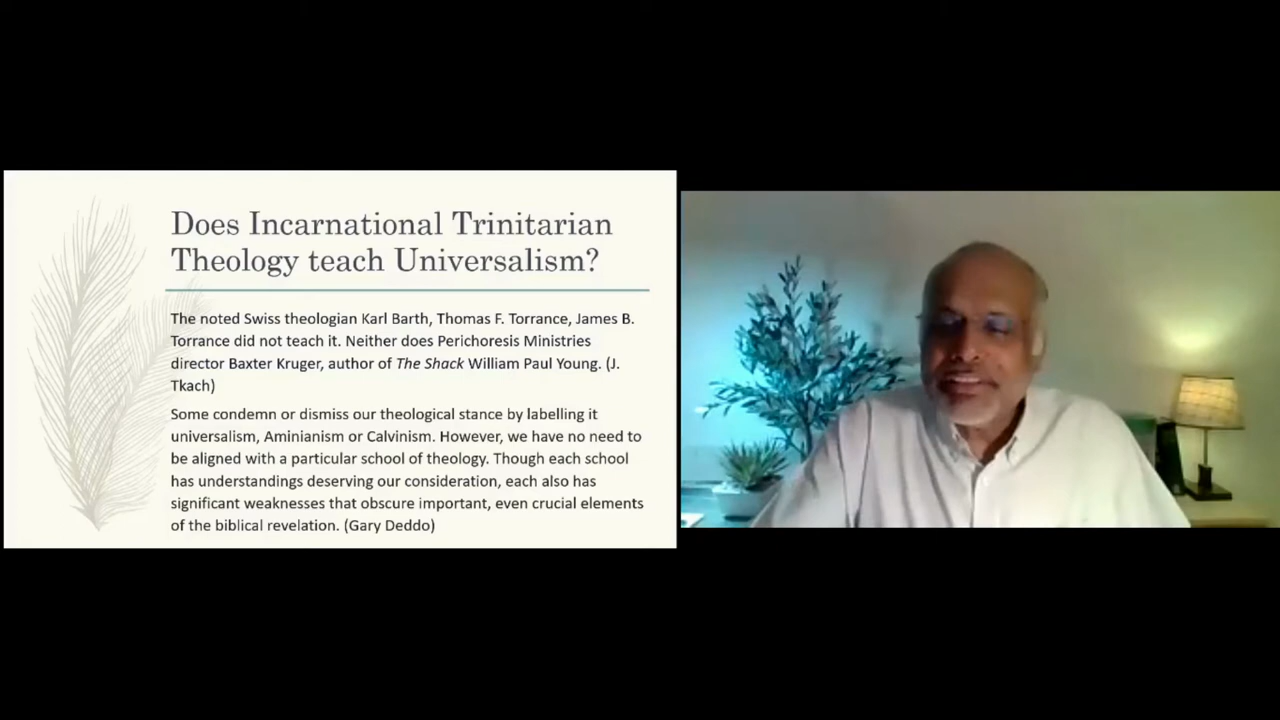 Does Incarnational Trinitarian
Theology teach Universalism?
The noted Swiss theologian Karl Barth, Thomas F. Torrance, James B.
Torrance did not teach it. Neither does Perichoresis Ministries
director Baxter Kruger, author of The Shack William Paul Young. (J.
Tkach)
Some condemn or dismiss our theological stance by labelling it
universalism, Aminianism or Calvinism. However, we have no need to
be aligned with a particular school of theology. Though each school
has understandings deserving our consideration, each also has
significant weaknesses that obscure important, even crucial elements
of the biblical revelation. (Gary Deddo)